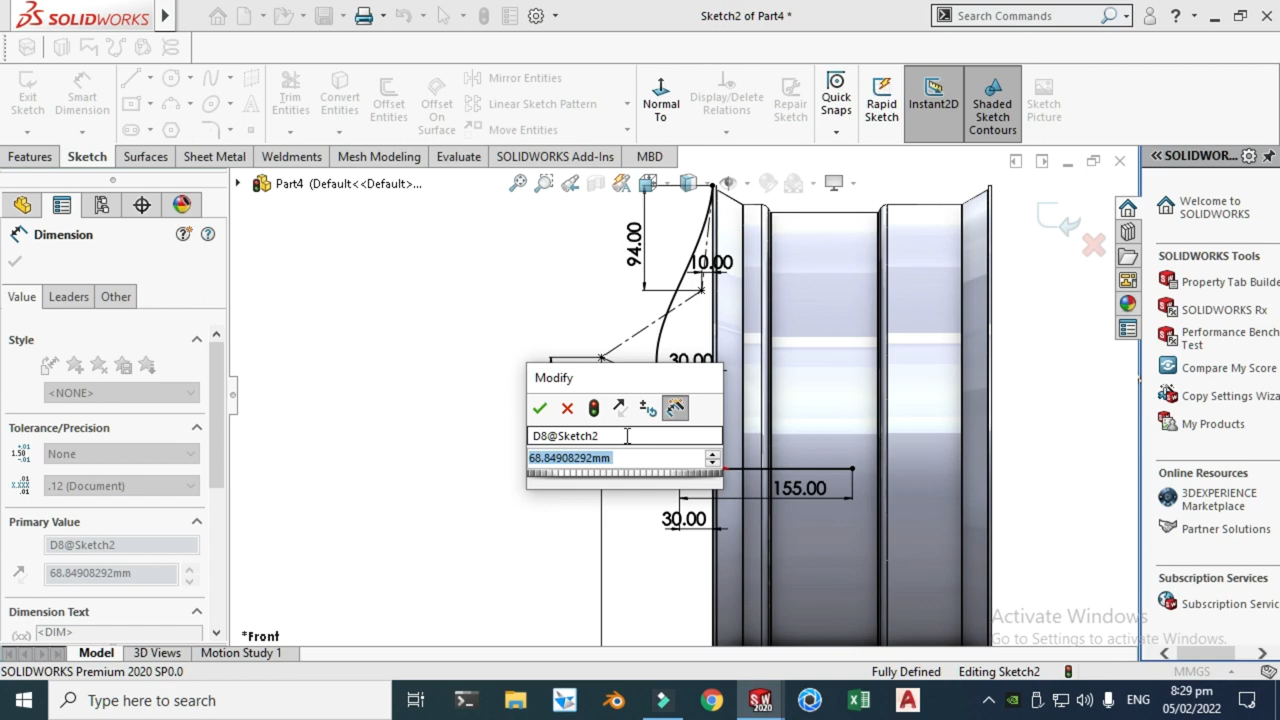 SOLIDWORKS
Sketch2 of Part4 *
Search Commands
Exit Sketch
Smart Dimension
Trim Entities
Convert Entities
Offset Entities
Offset On Surface
Mirror Entities
Linear Sketch Pattern
Move Entities
Normal To
Display/Delete Relations
Repair Sketch
Quick Snaps
Rapid Sketch
Instant2D
Shaded Sketch Contours
Sketch Picture
Features
Sketch
Surfaces
Sheet Metal
Weldments
Mesh Modeling
Evaluate
SOLIDWORKS Add-Ins
MBD
Part4 (Default<<Default>...
SOLIDWOR...
Dimension
Value
Leaders
Other
Style
<NONE>
Tolerance/Precision
None
.12 (Document)
Primary Value
D8@Sketch2
68.84908292mm
Dimension Text
<DIM>
94.00
10.00
30.00
Modify
D8@Sketch2
68.84908292mm
155.00
30.00
*Front
Welcome to SOLIDWORKS
SOLIDWORKS Tools
Property Tab Builde
SOLIDWORKS Rx
Performance Bench
Test
Compare My Score
Copy Settings Wiza
My Products
Online Resources
3DEXPERIENCE
Marketplace
Partner Solutions
Subscription Services
Subscription Servic
Activate Windows
Go to Settings to activate Windows.
Model
3D Views
Motion Study 1
SOLIDWORKS Premium 2020 SP0.0
Fully Defined
Editing Sketch2
MMGS
Type here to search
ENG
8:29 pm
05/02/2022